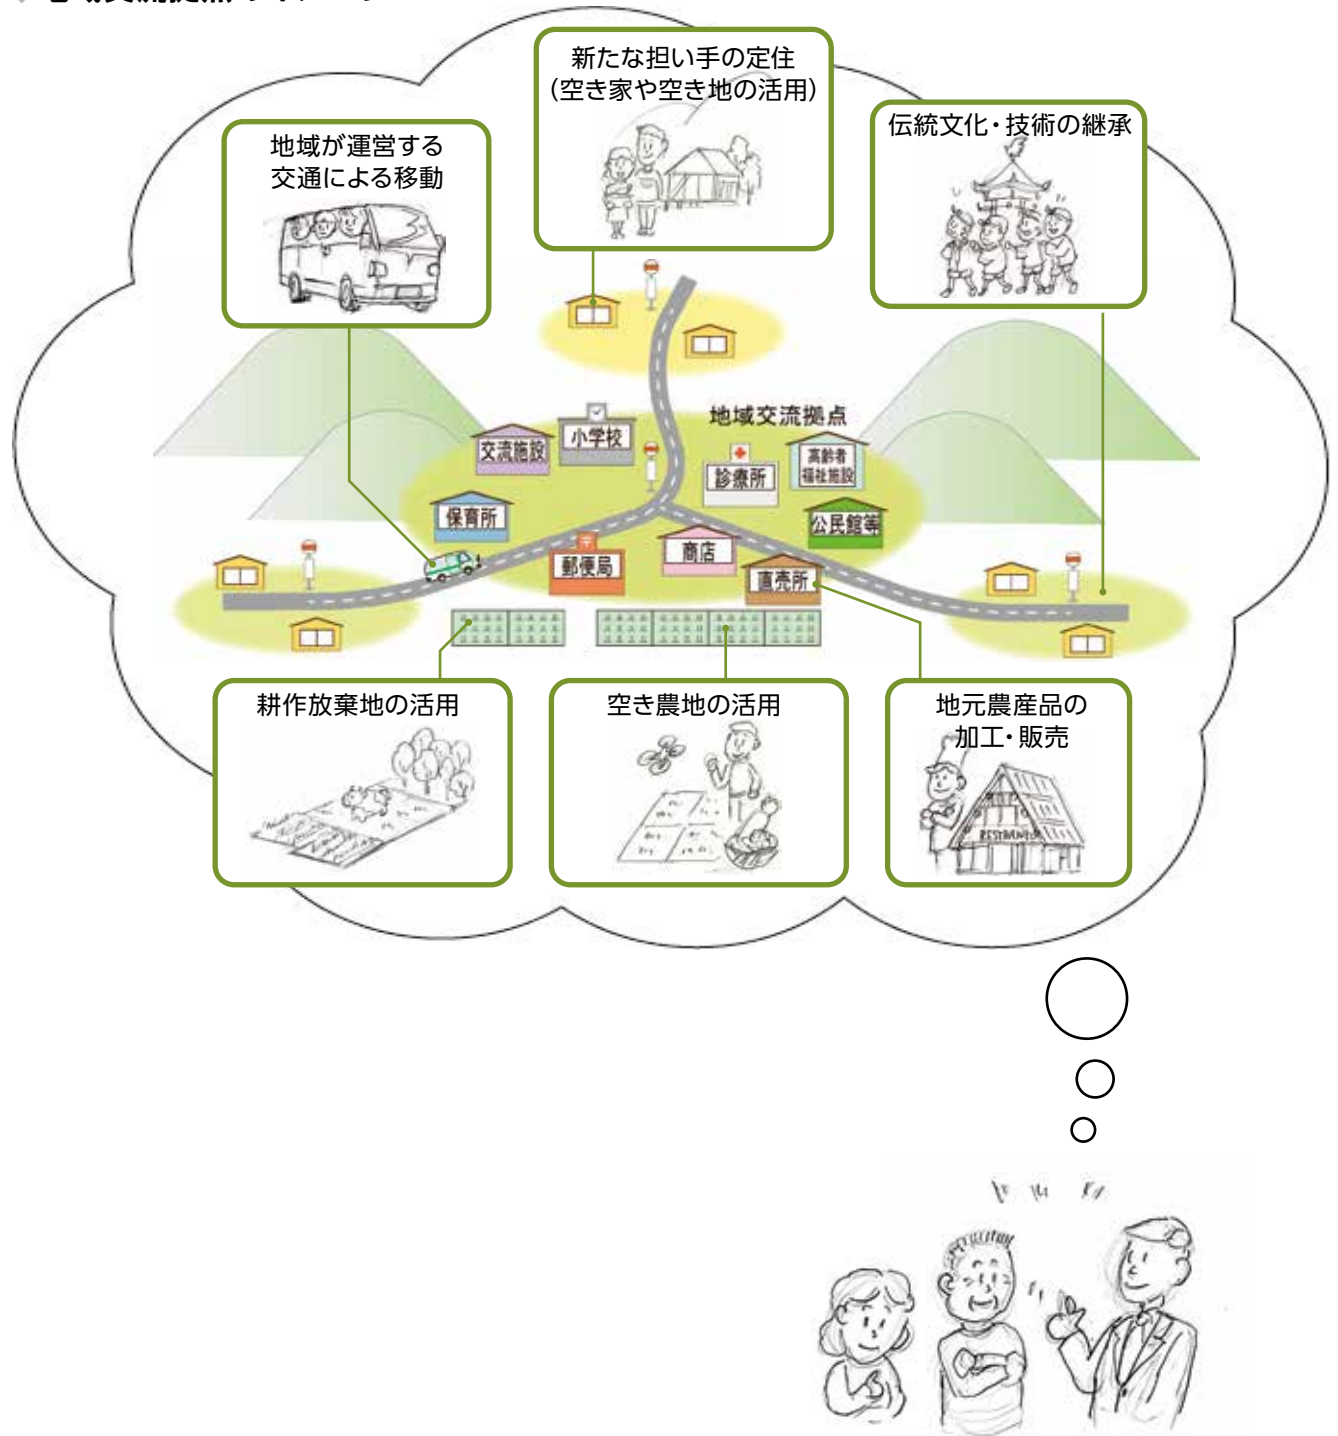 新たな担い手の定住
（空き家や空き地の活用）
地域が運営する
交通による移動
伝統文化・技術の継承
地域交流拠点
小学校
交流施設
診療所
高齢者
福祉施設
保育所
公民館等
郵便局
商店
直売所
耕作放棄地の活用
空き農地の活用
地元農産品の
加工・販売